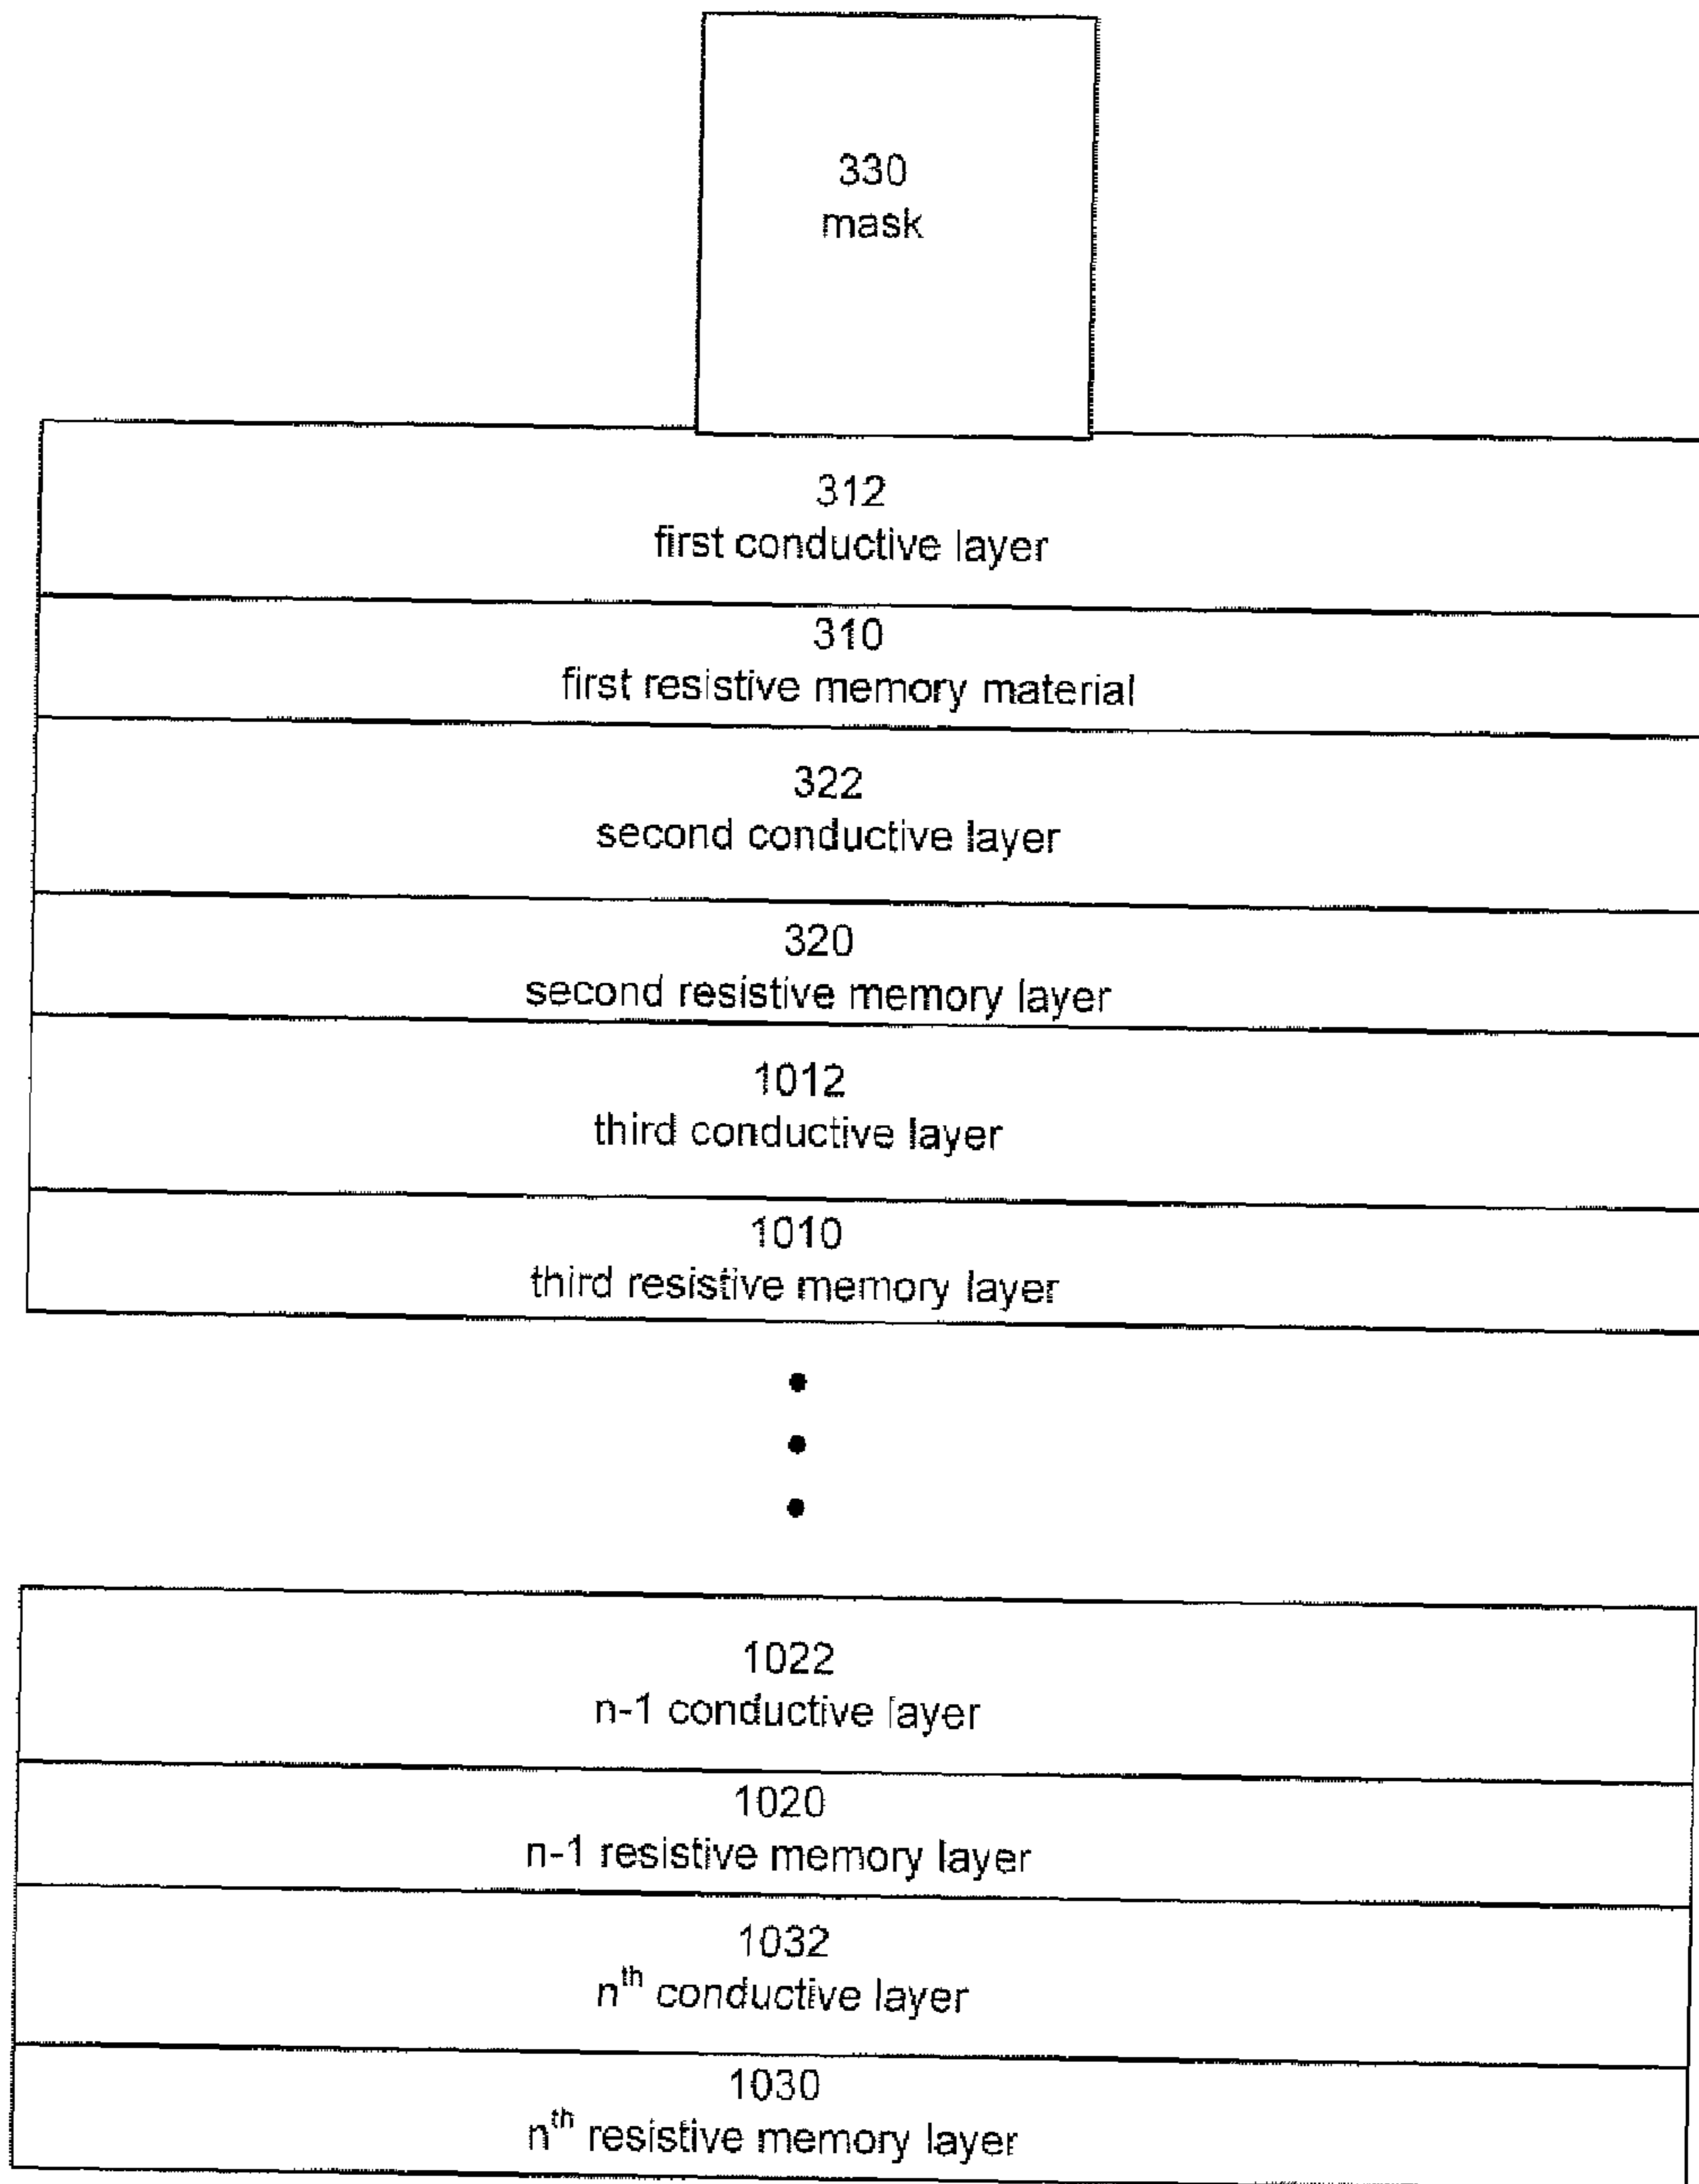 330
mask
312
first conductive layer
310
first resistive memory material
322
second conductive layer
320
second resistive memory layer
1012
third conductive layer
1010
third resistive memory layer
1022
n-1 conductive layer
1020
n-1 resistive memory layer
1032
nth conductive layer
1030
nth resistive memory layer